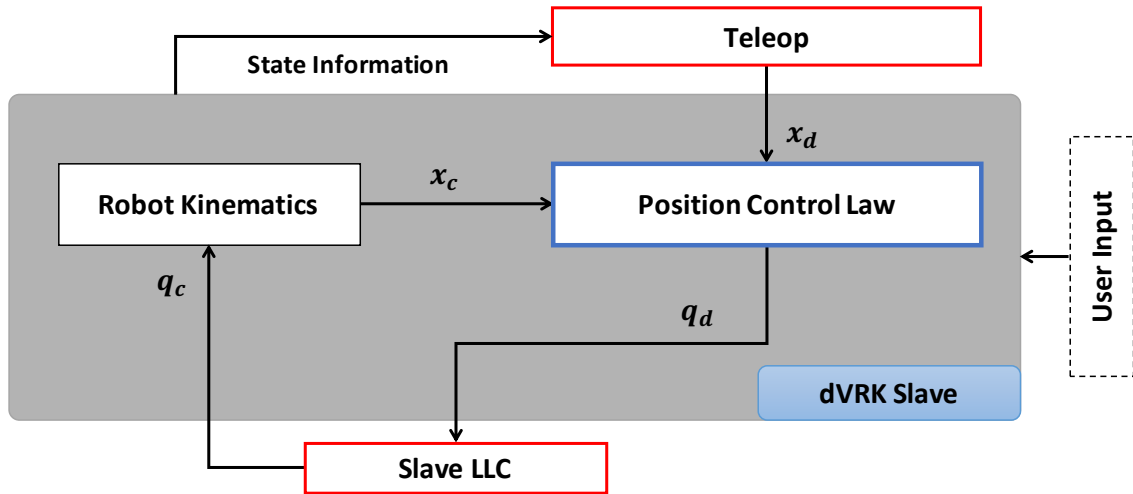 Teleop
State Information
x_d
Robot Kinematics
x_c
Position Control Law
User Input
q_c
q_d
dVRK Slave
Slave LLC